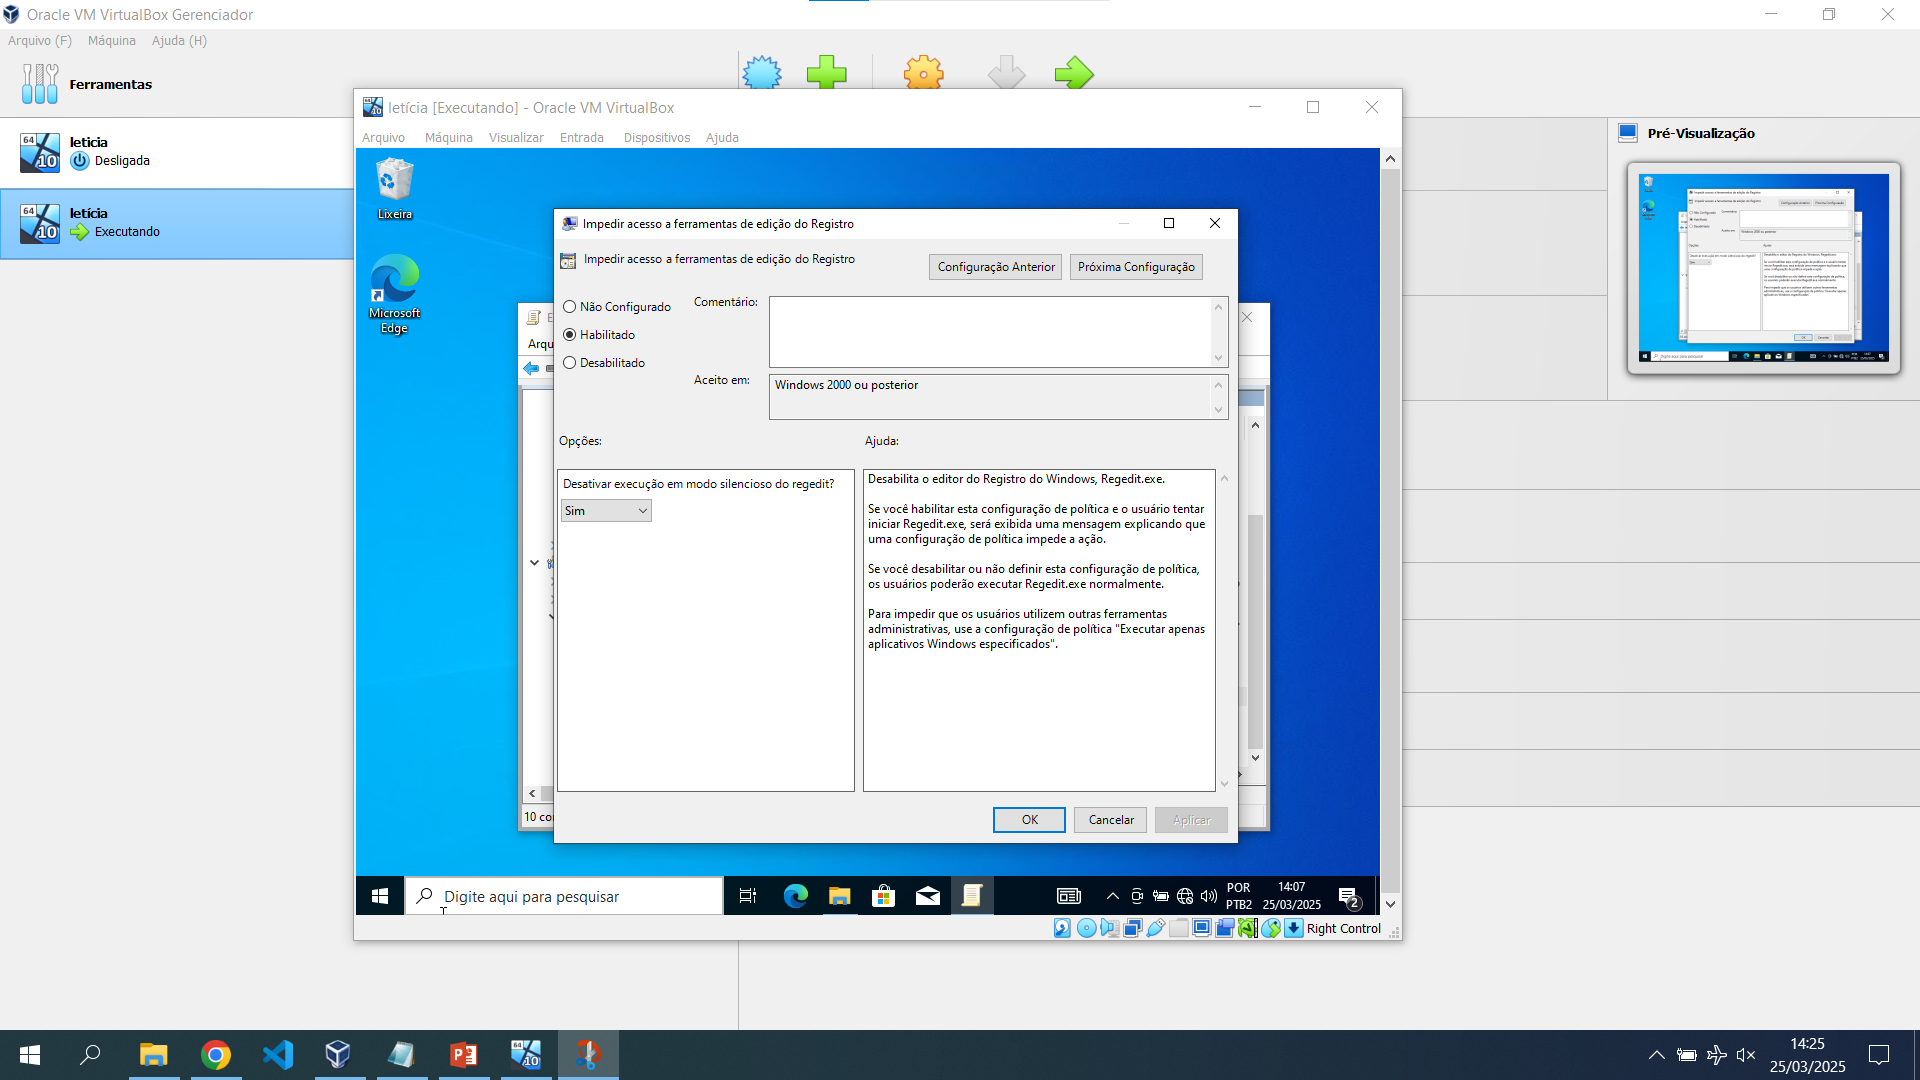 Oracle VM VirtualBox Gerenciador
Arquivo (F) Máquina Ajuda (H)
Ferramentas
64
10
leticia
Desligada
64
10
letícia
Executando
letícia [Executando] - Oracle VM VirtualBox
Arquivo Máquina Visualizar Entrada Dispositivos Ajuda
Lixeira
Microsoft
Edge
Arqu
10 co
Impedir acesso a ferramentas de edição do Registro
Impedir acesso a ferramentas de edição do Registro
Configuração Anterior
Próxima Configuração
Não Configurado
Habilitado
Desabilitado
Comentário:
Aceito em:
Windows 2000 ou posterior
Opções:
Ajuda:
Desativar execução em modo silencioso do regedit?
Sim
Desabilita o editor do Registro do Windows, Regedit.exe.
Se você habilitar esta configuração de política e o usuário tentar
iniciar Regedit.exe, será exibida uma mensagem explicando que
uma configuração de política impede a ação.
Se você desabilitar ou não definir esta configuração de política,
os usuários poderão executar Regedit.exe normalmente.
Para impedir que os usuários utilizem outras ferramentas
administrativas, use a configuração de política "Executar apenas
aplicativos Windows especificados".
OK
Cancelar
Aplicar
Digite aqui para pesquisar
POR
PTB2
14:07
25/03/2025
2
Right Control
Pré-Visualização
14:25
25/03/2025